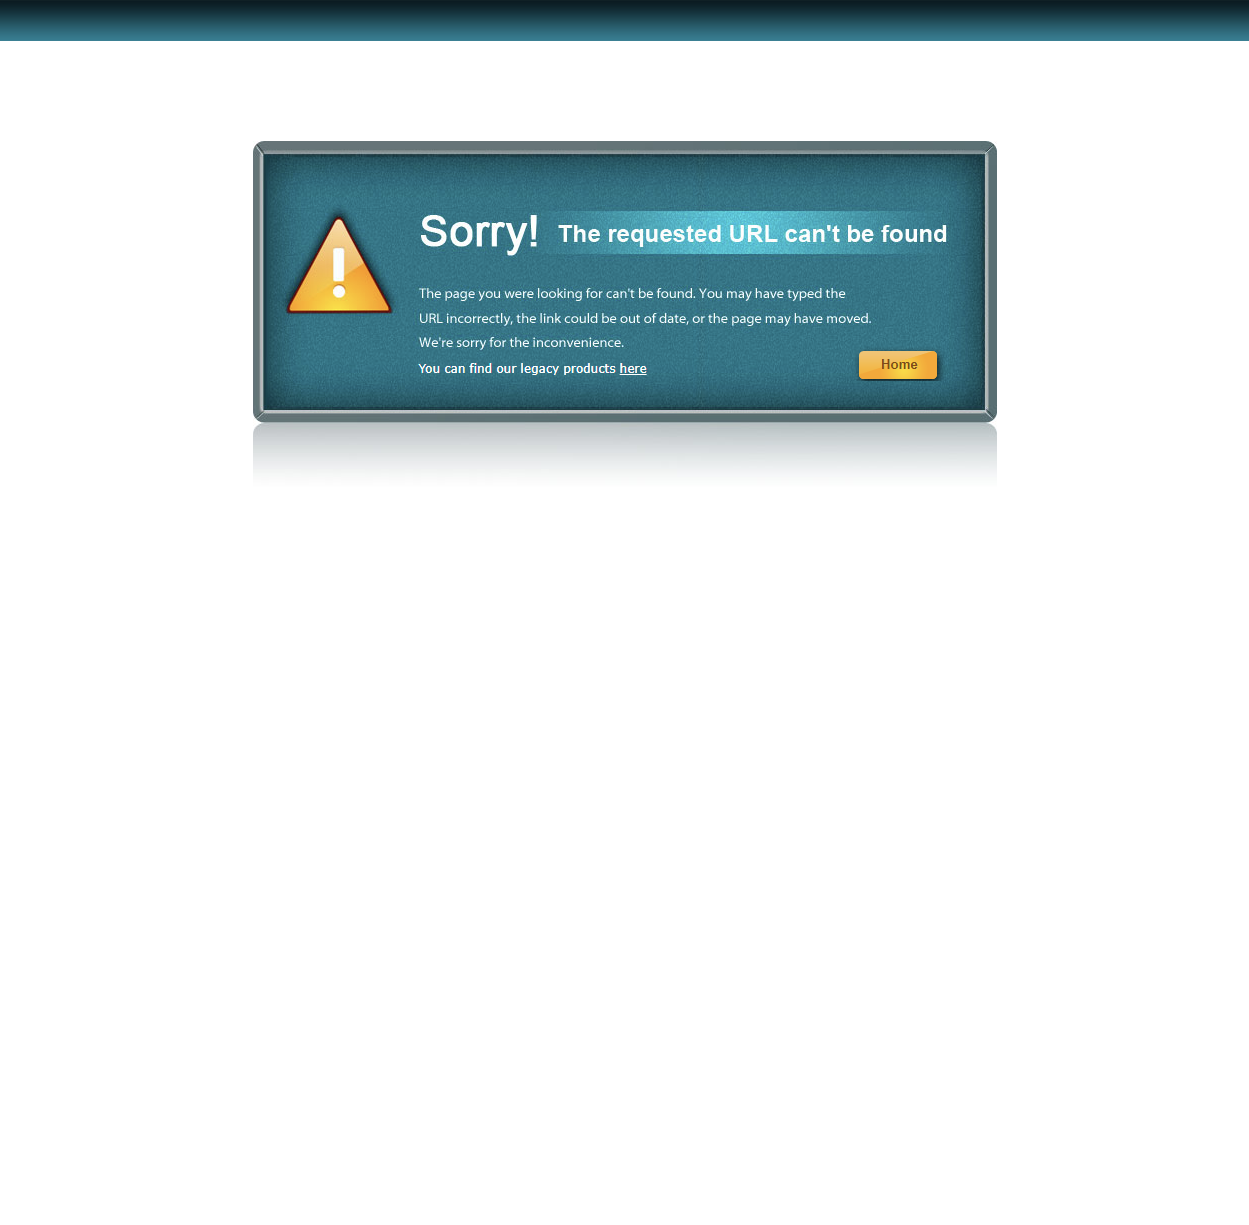 Sorry! The requested URL can't be found
The page you were looking for can't be found. You may have typed the
URL incorrectly, the link could be out of date, or the page may have moved.
We're sorry for the inconvenience.
You can find our legacy products here
Home